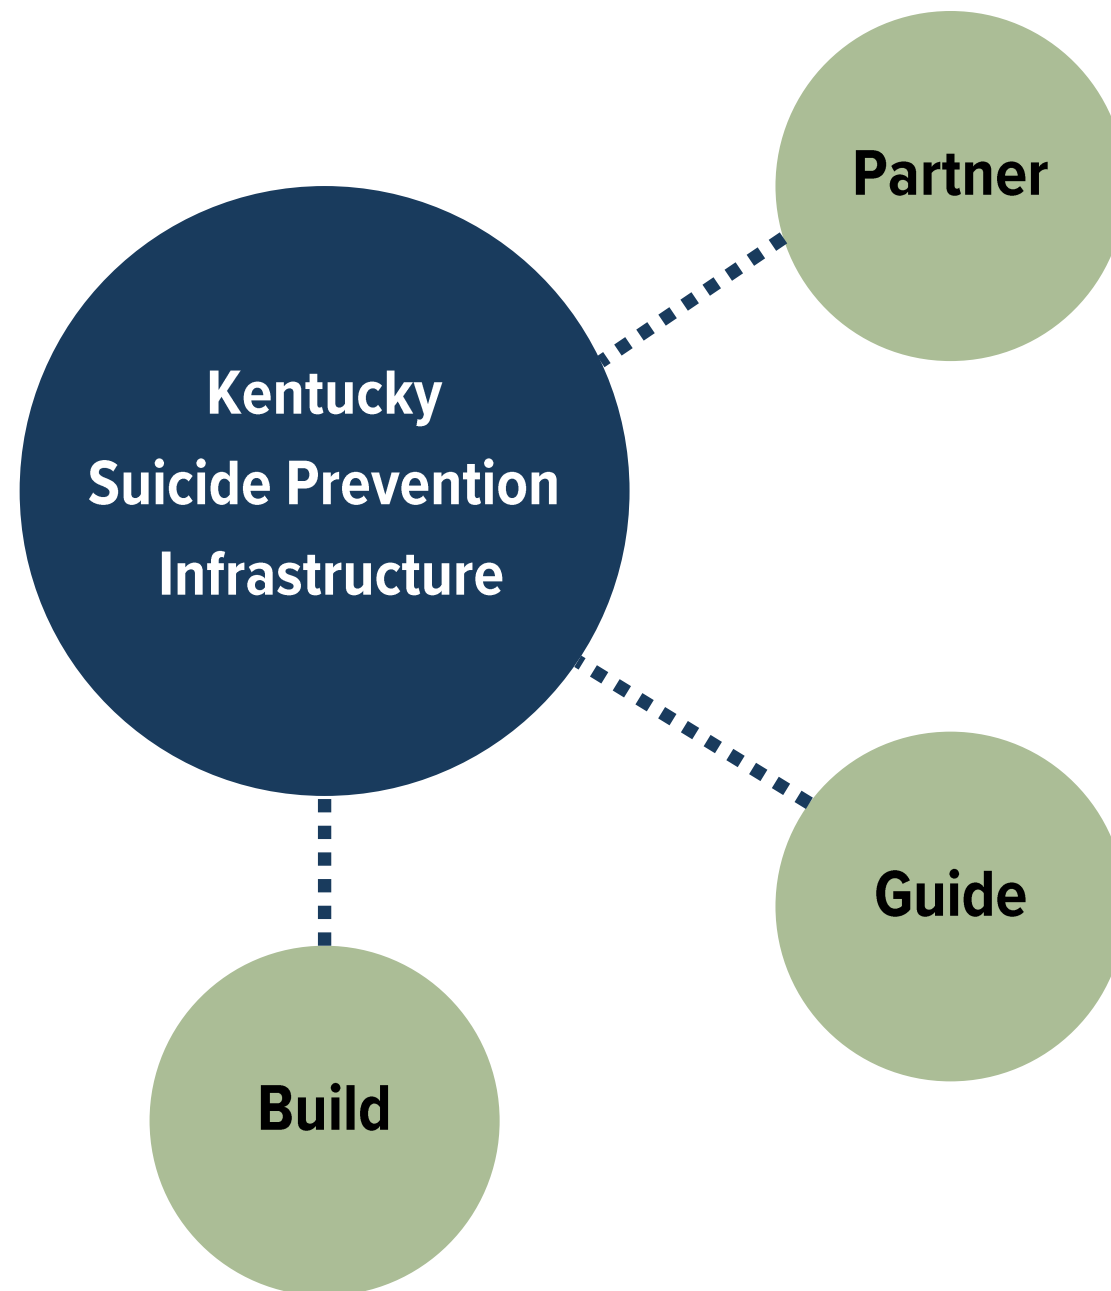 Partner
Kentucky
Suicide Prevention
Infrastructure
Guide
Build